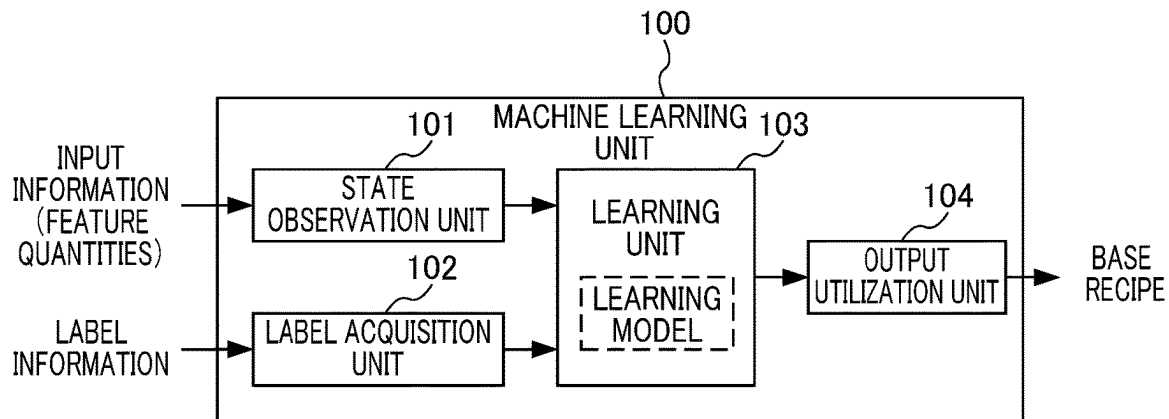 100
MACHINE LEARNING
UNIT
INPUT
INFORMATION
(FEATURE
QUANTITIES)
101
STATE
OBSERVATION UNIT
103
LEARNING
UNIT
LEARNING
MODEL
104
OUTPUT
UTILIZATION UNIT
BASE
RECIPE
LABEL
INFORMATION
102
LABEL ACQUISITION
UNIT